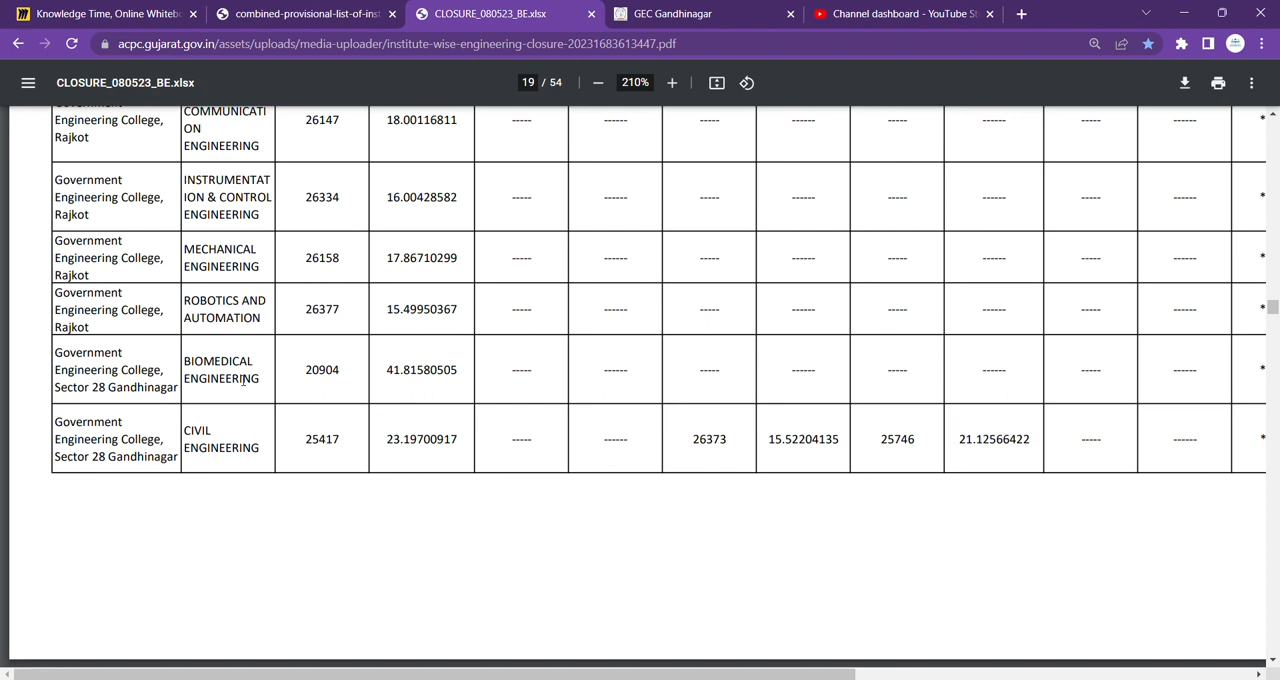 Knowledge Time, Online Whitebo
combined-provisional-list-of-inst
CLOSURE_080523_BE.xlsx
GEC Gandhinagar
Channel dashboard - YouTube St
acpc.gujarat.gov.in/assets/uploads/media-uploader/institute-wise-engineering-closure-20231683613447.pdf
CLOSURE_080523_BE.xlsx
19 / 54
210%
Engineering College,
Rajkot
COMMUNICATI
ON
ENGINEERING
26147
18.00116811
-----
------
-----
------
-----
------
-----
------
*
Government
Engineering College,
Rajkot
INSTRUMENTAT
ION & CONTROL
ENGINEERING
26334
16.00428582
-----
------
-----
------
-----
------
-----
------
*
Government
Engineering College,
Rajkot
MECHANICAL
ENGINEERING
26158
17.86710299
-----
------
-----
------
-----
------
-----
------
*
Government
Engineering College,
Rajkot
ROBOTICS AND
AUTOMATION
26377
15.49950367
-----
------
-----
------
-----
------
-----
------
*
Government
Engineering College,
Sector 28 Gandhinagar
BIOMEDICAL
ENGINEERING
20904
41.81580505
-----
------
-----
------
-----
------
-----
------
*
Government
Engineering College,
Sector 28 Gandhinagar
CIVIL
ENGINEERING
25417
23.19700917
-----
------
26373
15.52204135
25746
21.12566422
-----
------
*